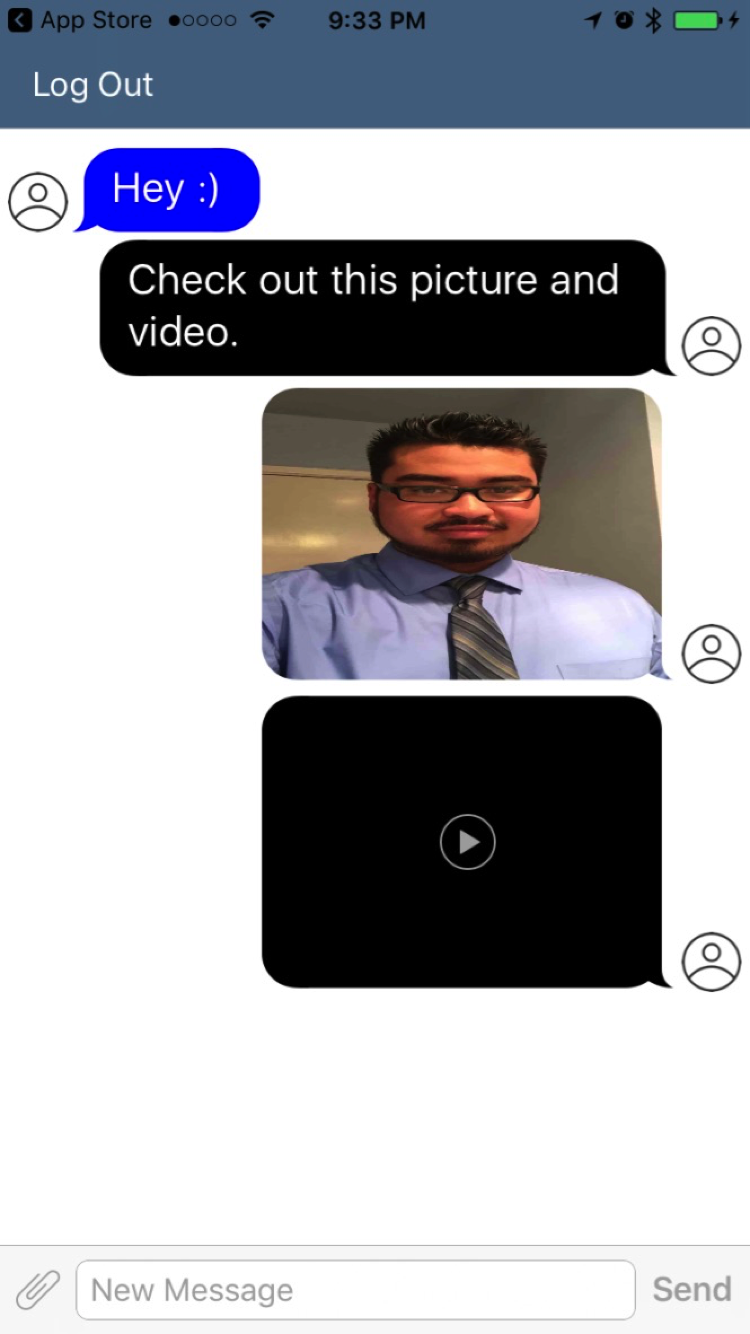 App Store 9:33 PM
Log Out
Hey :)
Check out this picture and
video.
New Message Send